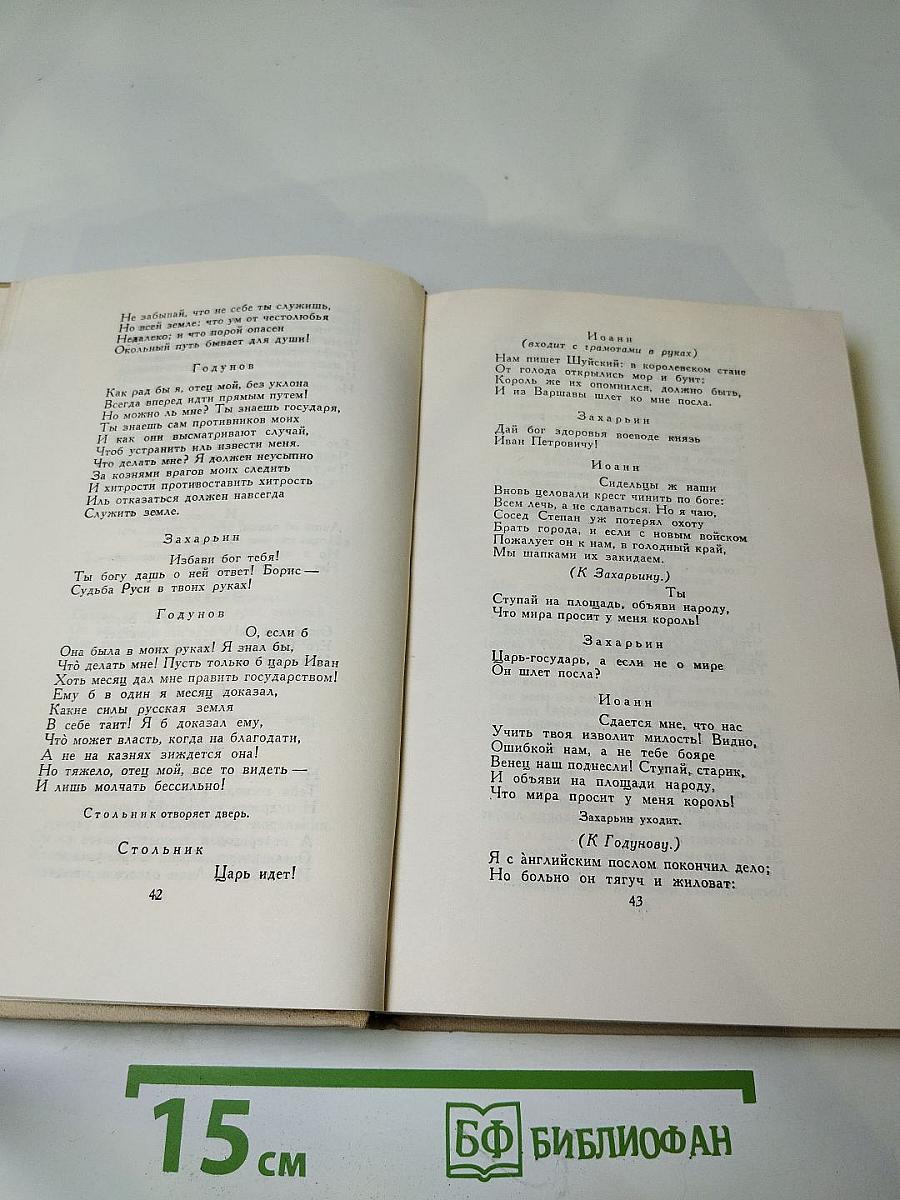 Не забывай, что не себе ты служишь,
Но всей земле; что ум от честолюбья
Недалеко; и что порой опасен
Окольный путь бывает для души!
Годунов
Как рад бы я, отец мой, без уклона
Всегда вперед идти прямым путем!
Но можно ль мне? Ты знаешь государя,
Ты знаешь сам противников моих
И как они высматривают случай,
Чтоб устранить иль извести меня.
Что делать мне? Я должен неусыпно
За кознями врагов моих следить
И хитрости противоставить хитрость
Иль отказаться должен навсегда
Служить земле.
Захарьин
Избави бог тебя!
Ты богу дашь о ней ответ! Борис —
Судьба Руси в твоих руках!
Годунов
О, если б
Она была в моих руках! Я знал бы,
Что̀ делать мне! Пусть только б царь Иван
Хоть месяц дал мне править государством!
Ему б в один я месяц доказал,
Какие силы русская земля
В себе таит! Я б доказал ему,
Что̀ может власть, когда на благодати,
А не на казнях зиждется она!
Но тяжело, отец мой, все то видеть —
И лишь молчать бессильно!
Стольник отворяет дверь.
Стольник
Царь идет!
42
Иоанн
(входит с грамотами в руках)
Нам пишет Шуйский: в королевском стане
От голода открылись мор и бунт;
Король же их опомнился, должно быть,
И из Варшавы шлет ко мне посла.
Захарьин
Дай бог здоровья воеводе князь
Иван Петровичу!
Иоанн
Сидельцы ж наши
Вновь целовали крест чинить по боге:
Всем лечь, а не сдаваться. Но я чаю,
Сосед Степан уж потерял охоту
Брать города, и если с новым войском
Пожалует он к нам, в голодный край,
Мы шапками их закидаем.
(К Захарьину.)
Ты
Ступай на площадь, объяви народу,
Что мира просит у меня король!
Захарьин
Царь-государь, а если не о мире
Он шлет посла?
Иоанн
Сдается мне, что нас
Учить твоя изволит милость! Видно,
Ошибкой нам, а не тебе бояре
Венец наш поднесли! Ступай, старик,
И объяви на площади народу,
Что мира просит у меня король!
Захарьин уходит.
(К Годунову.)
Я с английским послом покончил дело;
Но больно он тягуч и жиловат:
43
15 см
БФ БИБЛИОФАН